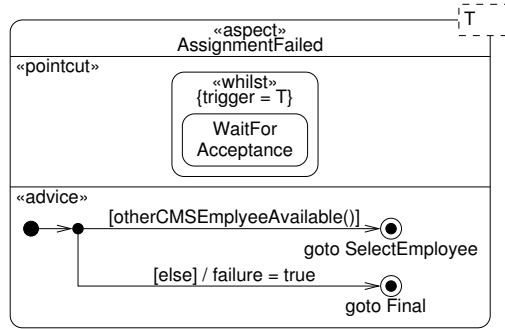 T
«aspect»
AssignmentFailed
«pointcut»
«whilst»
{trigger = T}
WaitFor
Acceptance
«advice»
[otherCMSEmplyeeAvailable()]
goto SelectEmployee
[else] / failure = true
goto Final